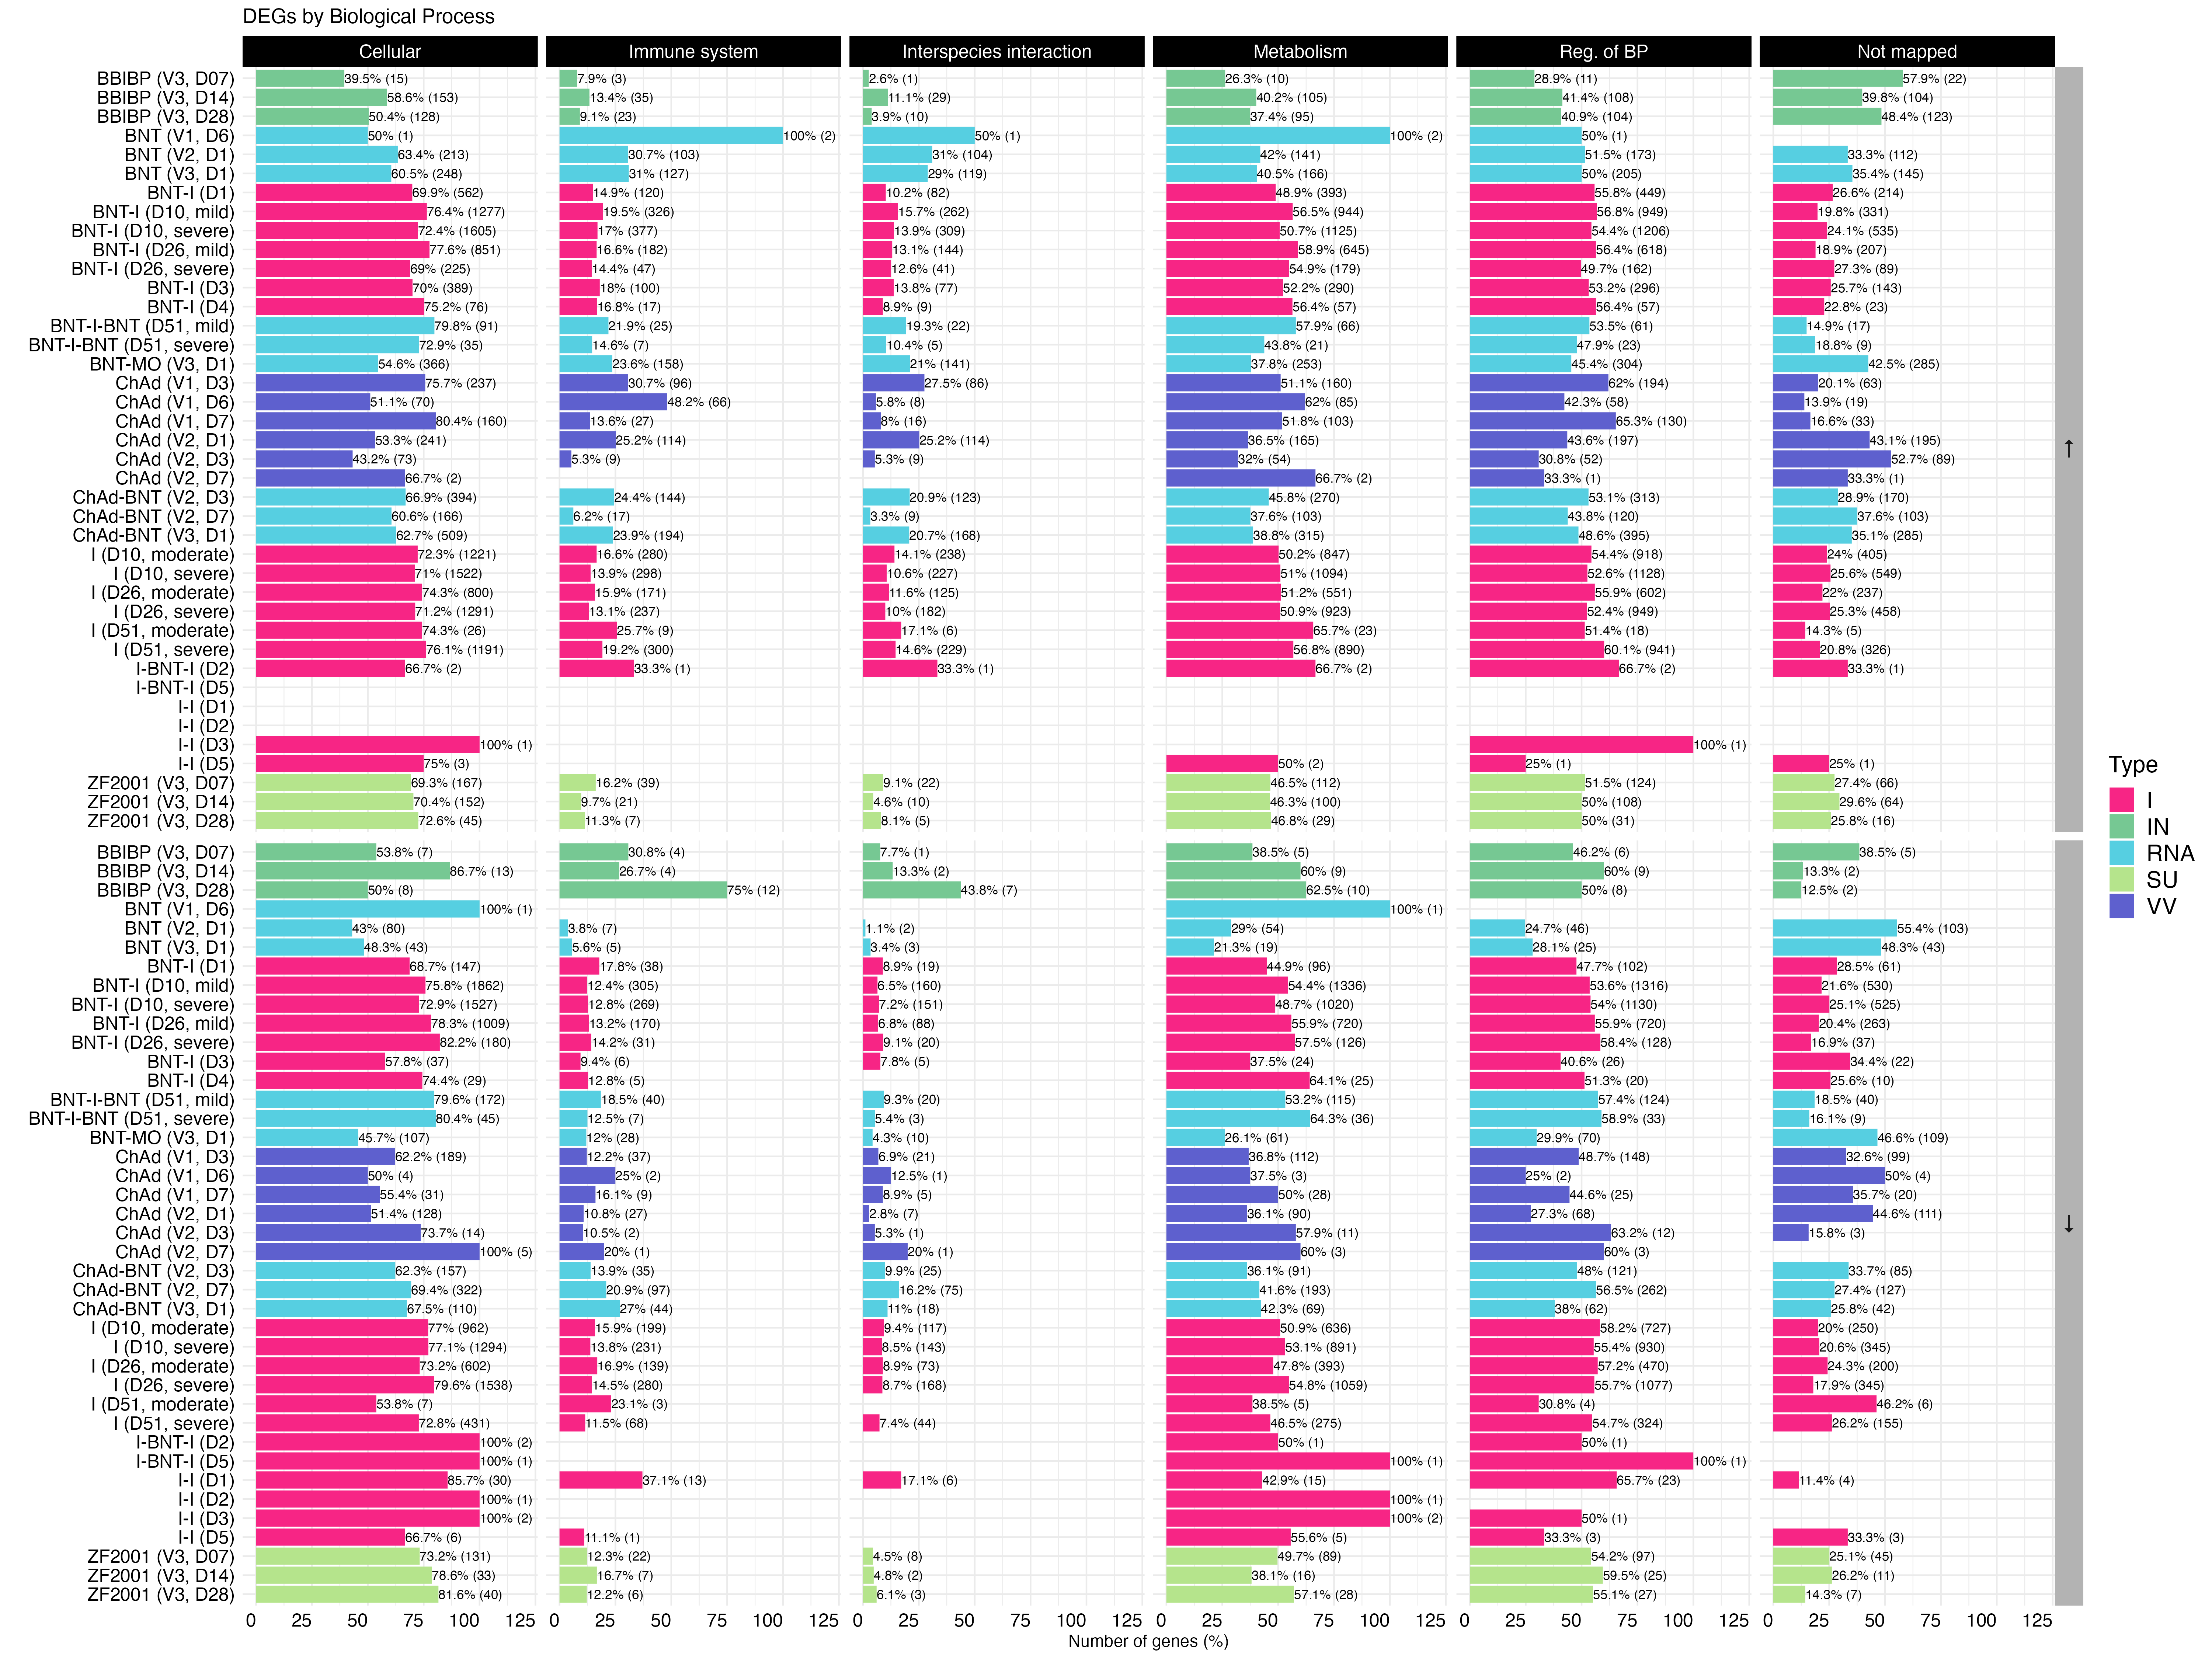 DEGs by Biological Process
Cellular Immune system Interspecies interaction Metabolism Reg. of BP Not mapped
BBIBP (V3, D07) 39.5% (15) 7.9% (3) 2.6% (1) 26.3% (10) 28.9% (11) 57.9% (22)
BBIBP (V3, D14) 58.6% (153) 13.4% (35) 11.1% (29) 40.2% (105) 41.4% (108) 39.8% (104)
BBIBP (V3, D28) 50.4% (128) 9.1% (23) 3.9% (10) 37.4% (95) 40.9% (104) 48.4% (123)
BNT (V1, D6) 50% (1) 100% (2) 50% (1) 100% (2) 50% (1)
BNT (V2, D1) 63.4% (213) 30.7% (103) 31% (104) 42% (141) 51.5% (173) 33.3% (112)
BNT (V3, D1) 60.5% (248) 31% (127) 29% (119) 40.5% (166) 50% (205) 35.4% (145)
BNT-I (D1) 69.9% (562) 14.9% (120) 10.2% (82) 48.9% (393) 55.8% (449) 26.6% (214)
BNT-I (D10, mild) 76.4% (1277) 19.5% (326) 15.7% (262) 56.5% (944) 56.8% (949) 19.8% (331)
BNT-I (D10, severe) 72.4% (1605) 17% (377) 13.9% (309) 50.7% (1125) 54.4% (1206) 24.1% (535)
BNT-I (D26, mild) 77.6% (851) 16.6% (182) 13.1% (144) 58.9% (645) 56.4% (618) 18.9% (207)
BNT-I (D26, severe) 69% (225) 14.4% (47) 12.6% (41) 54.9% (179) 49.7% (162) 27.3% (89)
BNT-I (D3) 70% (389) 18% (100) 13.8% (77) 52.2% (290) 53.2% (296) 25.7% (143)
BNT-I (D4) 75.2% (76) 16.8% (17) 8.9% (9) 56.4% (57) 56.4% (57) 22.8% (23)
BNT-I-BNT (D51, mild) 79.8% (91) 21.9% (25) 19.3% (22) 57.9% (66) 53.5% (61) 14.9% (17)
BNT-I-BNT (D51, severe) 72.9% (35) 14.6% (7) 10.4% (5) 43.8% (21) 47.9% (23) 18.8% (9)
BNT-MO (V3, D1) 54.6% (366) 23.6% (158) 21% (141) 37.8% (253) 45.4% (304) 42.5% (285)
ChAd (V1, D3) 75.7% (237) 30.7% (96) 27.5% (86) 51.1% (160) 62% (194) 20.1% (63)
ChAd (V1, D6) 51.1% (70) 48.2% (66) 5.8% (8) 62% (85) 42.3% (58) 13.9% (19)
ChAd (V1, D7) 80.4% (160) 13.6% (27) 8% (16) 51.8% (103) 65.3% (130) 16.6% (33)
ChAd (V2, D1) 53.3% (241) 25.2% (114) 25.2% (114) 36.5% (165) 43.6% (197) 43.1% (195)
ChAd (V2, D3) 43.2% (73) 5.3% (9) 5.3% (9) 32% (54) 30.8% (52) 52.7% (89)
ChAd (V2, D7) 66.7% (2) 66.7% (2) 33.3% (1) 33.3% (1)
ChAd-BNT (V2, D3) 66.9% (394) 24.4% (144) 20.9% (123) 45.8% (270) 53.1% (313) 28.9% (170)
ChAd-BNT (V2, D7) 60.6% (166) 6.2% (17) 3.3% (9) 37.6% (103) 43.8% (120) 37.6% (103)
ChAd-BNT (V3, D1) 62.7% (509) 23.9% (194) 20.7% (168) 38.8% (315) 48.6% (395) 35.1% (285)
I (D10, moderate) 72.3% (1221) 16.6% (280) 14.1% (238) 50.2% (847) 54.4% (918) 24% (405)
I (D10, severe) 71% (1522) 13.9% (298) 10.6% (227) 51% (1094) 52.6% (1128) 25.6% (549)
I (D26, moderate) 74.3% (800) 15.9% (171) 11.6% (125) 51.2% (551) 55.9% (602) 22% (237)
I (D26, severe) 71.2% (1291) 13.1% (237) 10% (182) 50.9% (923) 52.4% (949) 25.3% (458)
I (D51, moderate) 74.3% (26) 25.7% (9) 17.1% (6) 65.7% (23) 51.4% (18) 14.3% (5)
I (D51, severe) 76.1% (1191) 19.2% (300) 14.6% (229) 56.8% (890) 60.1% (941) 20.8% (326)
I-BNT-I (D2) 66.7% (2) 33.3% (1) 33.3% (1) 66.7% (2) 66.7% (2) 33.3% (1)
I-BNT-I (D5)
I-I (D1)
I-I (D2)
I-I (D3) 100% (1) 100% (1)
I-I (D5) 75% (3) 50% (2) 25% (1) 25% (1)
ZF2001 (V3, D07) 69.3% (167) 16.2% (39) 9.1% (22) 46.5% (112) 51.5% (124) 27.4% (66)
ZF2001 (V3, D14) 70.4% (152) 9.7% (21) 4.6% (10) 46.3% (100) 50% (108) 29.6% (64)
ZF2001 (V3, D28) 72.6% (45) 11.3% (7) 8.1% (5) 46.8% (29) 50% (31) 25.8% (16)
↑
BBIBP (V3, D07) 53.8% (7) 30.8% (4) 7.7% (1) 38.5% (5) 46.2% (6) 38.5% (5)
BBIBP (V3, D14) 86.7% (13) 26.7% (4) 13.3% (2) 60% (9) 60% (9) 13.3% (2)
BBIBP (V3, D28) 50% (8) 75% (12) 43.8% (7) 62.5% (10) 50% (8) 12.5% (2)
BNT (V1, D6) 100% (1) 100% (1)
BNT (V2, D1) 43% (80) 3.8% (7) 1.1% (2) 29% (54) 24.7% (46) 55.4% (103)
BNT (V3, D1) 48.3% (43) 5.6% (5) 3.4% (3) 21.3% (19) 28.1% (25) 48.3% (43)
BNT-I (D1) 68.7% (147) 17.8% (38) 8.9% (19) 44.9% (96) 47.7% (102) 28.5% (61)
BNT-I (D10, mild) 75.8% (1862) 12.4% (305) 6.5% (160) 54.4% (1336) 53.6% (1316) 21.6% (530)
BNT-I (D10, severe) 72.9% (1527) 12.8% (269) 7.2% (151) 48.7% (1020) 54% (1130) 25.1% (525)
BNT-I (D26, mild) 78.3% (1009) 13.2% (170) 6.8% (88) 55.9% (720) 55.9% (720) 20.4% (263)
BNT-I (D26, severe) 82.2% (180) 14.2% (31) 9.1% (20) 57.5% (126) 58.4% (128) 16.9% (37)
BNT-I (D3) 57.8% (37) 9.4% (6) 7.8% (5) 37.5% (24) 40.6% (26) 34.4% (22)
BNT-I (D4) 74.4% (29) 12.8% (5) 64.1% (25) 51.3% (20) 25.6% (10)
BNT-I-BNT (D51, mild) 79.6% (172) 18.5% (40) 9.3% (20) 53.2% (115) 57.4% (124) 18.5% (40)
BNT-I-BNT (D51, severe) 80.4% (45) 12.5% (7) 5.4% (3) 64.3% (36) 58.9% (33) 16.1% (9)
BNT-MO (V3, D1) 45.7% (107) 12% (28) 4.3% (10) 26.1% (61) 29.9% (70) 46.6% (109)
ChAd (V1, D3) 62.2% (189) 12.2% (37) 6.9% (21) 36.8% (112) 48.7% (148) 32.6% (99)
ChAd (V1, D6) 50% (4) 25% (2) 12.5% (1) 37.5% (3) 25% (2) 50% (4)
ChAd (V1, D7) 55.4% (31) 16.1% (9) 8.9% (5) 50% (28) 44.6% (25) 35.7% (20)
ChAd (V2, D1) 51.4% (128) 10.8% (27) 2.8% (7) 36.1% (90) 27.3% (68) 44.6% (111)
ChAd (V2, D3) 73.7% (14) 10.5% (2) 5.3% (1) 57.9% (11) 63.2% (12) 15.8% (3)
ChAd (V2, D7) 100% (5) 20% (1) 20% (1) 60% (3) 60% (3)
ChAd-BNT (V2, D3) 62.3% (157) 13.9% (35) 9.9% (25) 36.1% (91) 48% (121) 33.7% (85)
ChAd-BNT (V2, D7) 69.4% (322) 20.9% (97) 16.2% (75) 41.6% (193) 56.5% (262) 27.4% (127)
ChAd-BNT (V3, D1) 67.5% (110) 27% (44) 11% (18) 42.3% (69) 38% (62) 25.8% (42)
I (D10, moderate) 77% (962) 15.9% (199) 9.4% (117) 50.9% (636) 58.2% (727) 20% (250)
I (D10, severe) 77.1% (1294) 13.8% (231) 8.5% (143) 53.1% (891) 55.4% (930) 20.6% (345)
I (D26, moderate) 73.2% (602) 16.9% (139) 8.9% (73) 47.8% (393) 57.2% (470) 24.3% (200)
I (D26, severe) 79.6% (1538) 14.5% (280) 8.7% (168) 54.8% (1059) 55.7% (1077) 17.9% (345)
I (D51, moderate) 53.8% (7) 23.1% (3) 38.5% (5) 30.8% (4) 46.2% (6)
I (D51, severe) 72.8% (431) 11.5% (68) 7.4% (44) 46.5% (275) 54.7% (324) 26.2% (155)
I-BNT-I (D2) 100% (2) 50% (1) 50% (1)
I-BNT-I (D5) 100% (1) 100% (1) 100% (1)
I-I (D1) 85.7% (30) 37.1% (13) 17.1% (6) 42.9% (15) 65.7% (23) 11.4% (4)
I-I (D2) 100% (1) 100% (1)
I-I (D3) 100% (2) 100% (2) 50% (1)
I-I (D5) 66.7% (6) 11.1% (1) 55.6% (5) 33.3% (3) 33.3% (3)
ZF2001 (V3, D07) 73.2% (131) 12.3% (22) 4.5% (8) 49.7% (89) 54.2% (97) 25.1% (45)
ZF2001 (V3, D14) 78.6% (33) 16.7% (7) 4.8% (2) 38.1% (16) 59.5% (25) 26.2% (11)
ZF2001 (V3, D28) 81.6% (40) 12.2% (6) 6.1% (3) 57.1% (28) 55.1% (27) 14.3% (7)
↓
0 25 50 75 100 125 0 25 50 75 100 125 0 25 50 75 100 125 0 25 50 75 100 125 0 25 50 75 100 125 0 25 50 75 100 125
Number of genes (%)
Type
I
IN
RNA
SU
VV